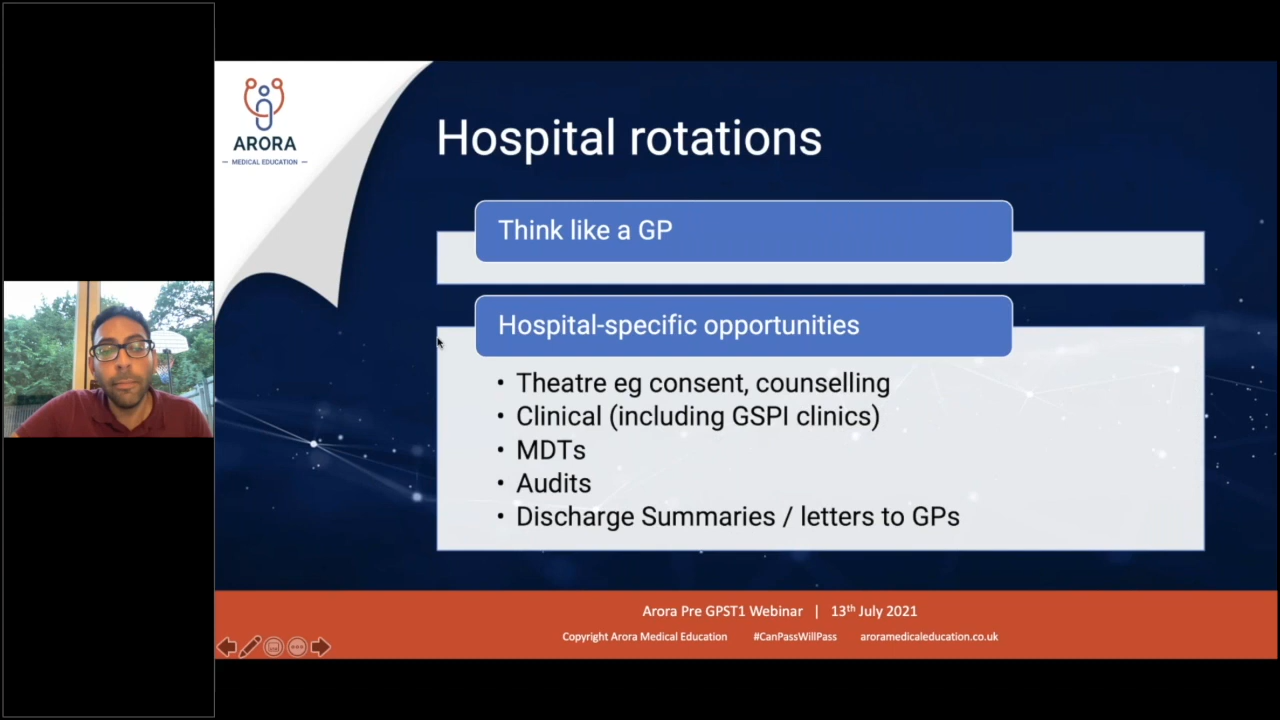 ARORA
MEDICAL EDUCATION
Hospital rotations
Think like a GP
Hospital-specific opportunities
• Theatre eg consent, counselling
• Clinical (including GSPI clinics)
• MDTs
• Audits
• Discharge Summaries / letters to GPs
Arora Pre GPST1 Webinar | 13th July 2021
Copyright Arora Medical Education #CanPassWillPass aroramedicaleducation.co.uk